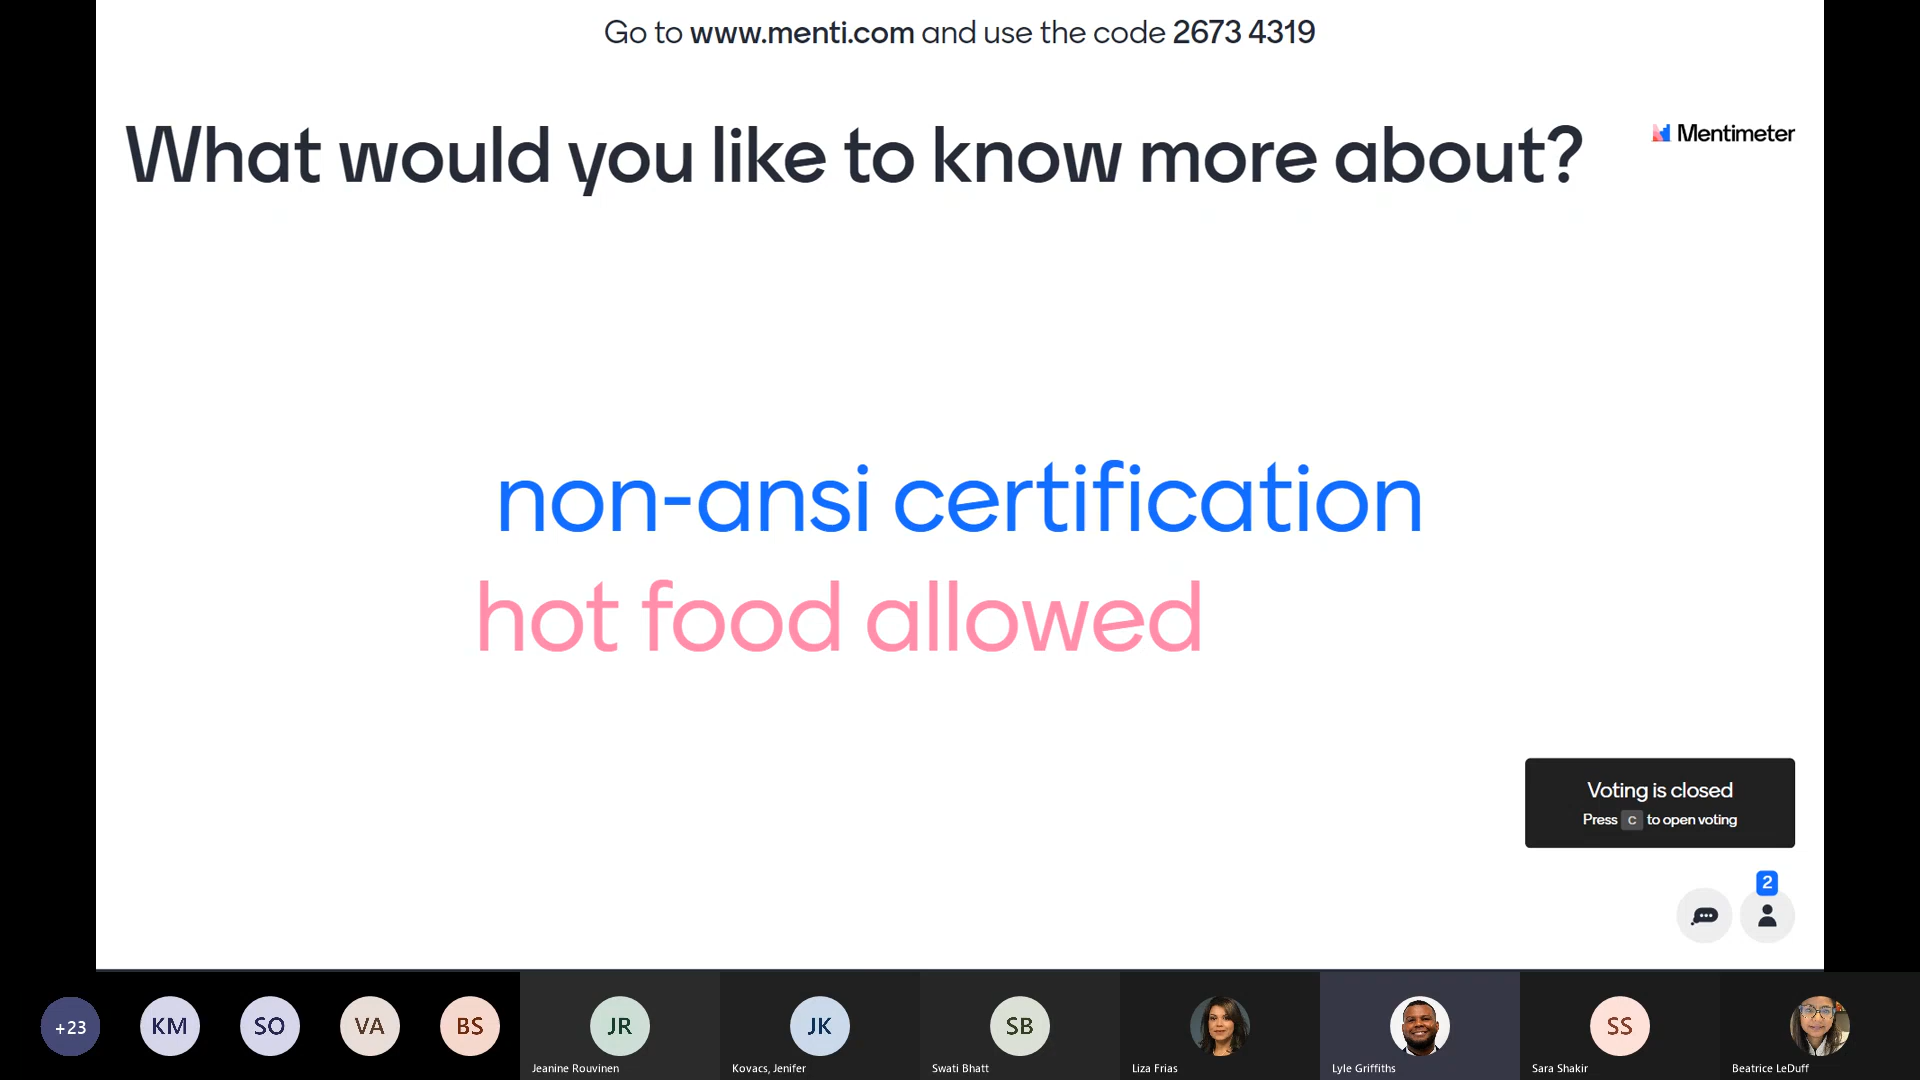 Go to www.menti.com and use the code 2673 4319
What would you like to know more about?
Mentimeter
non-ansi certification
hot food allowed
Voting is closed
Press C to open voting
2
+23
KM
SO
VA
BS
JR
JK
SB
SS
Jeanine Rouvinen
Kovacs, Jenifer
Swati Bhatt
Liza Frias
Lyle Griffiths
Sara Shakir
Beatrice LeDuff